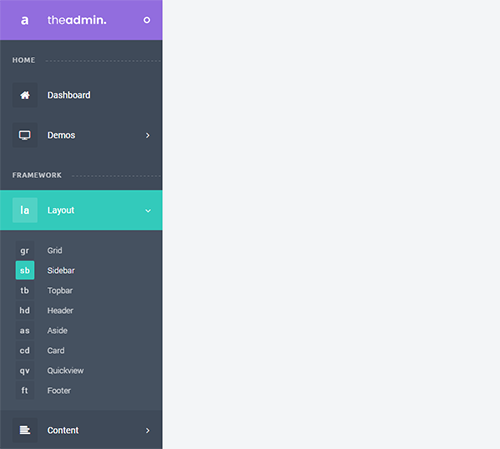 a theadmin.
HOME
Dashboard
Demos
FRAMEWORK
la Layout
gr Grid
sb Sidebar
tb Topbar
hd Header
as Aside
cd Card
qv Quickview
ft Footer
Content